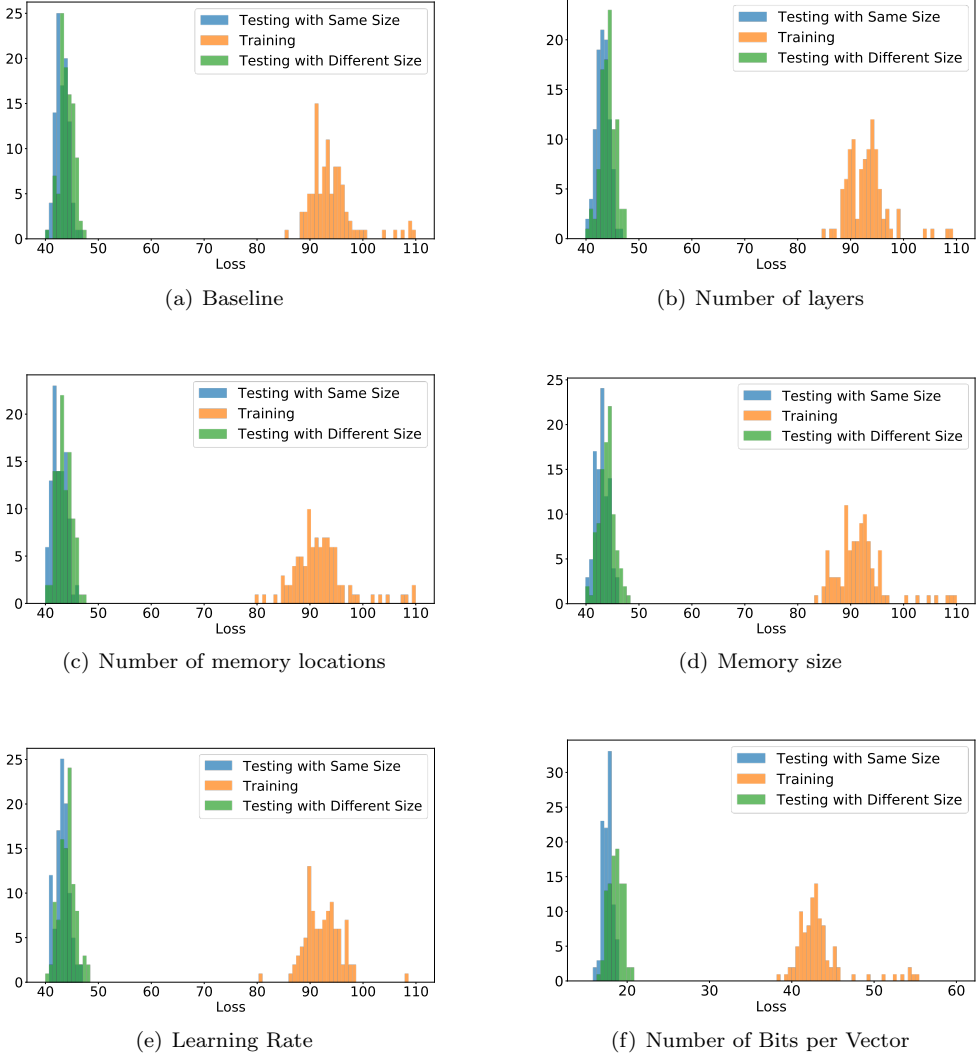 Testing with Same Size
Training
Testing with Different Size
25
20
15
10
5
0
40 50 60 70 80 90 100 110
Loss
(a) Baseline
Testing with Same Size
Training
Testing with Different Size
20
15
10
5
0
40 50 60 70 80 90 100 110
Loss
(b) Number of layers
Testing with Same Size
Training
Testing with Different Size
20
15
10
5
0
40 50 60 70 80 90 100 110
Loss
(c) Number of memory locations
Testing with Same Size
Training
Testing with Different Size
25
20
15
10
5
0
40 50 60 70 80 90 100 110
Loss
(d) Memory size
Testing with Same Size
Training
Testing with Different Size
25
20
15
10
5
0
40 50 60 70 80 90 100 110
Loss
(e) Learning Rate
Testing with Same Size
Training
Testing with Different Size
30
25
20
15
10
5
0
20 30 40 50 60
Loss
(f) Number of Bits per Vector